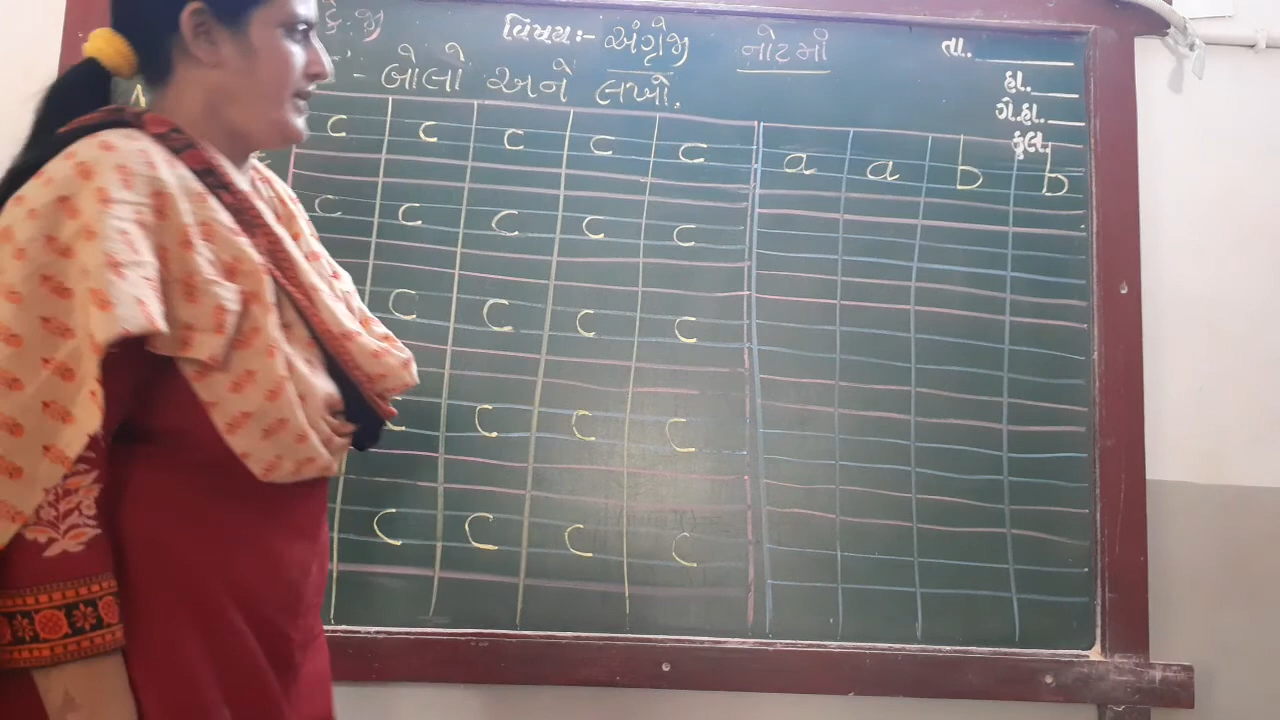 કે.જી વિષય:- અંગ્રેજી નોટમાં તા.
- બોલો અને લખો. હા.
ગે.હા.
કુલ.
c c c c c a a b b
c c c c c
c c c c
c c c c
c c c c